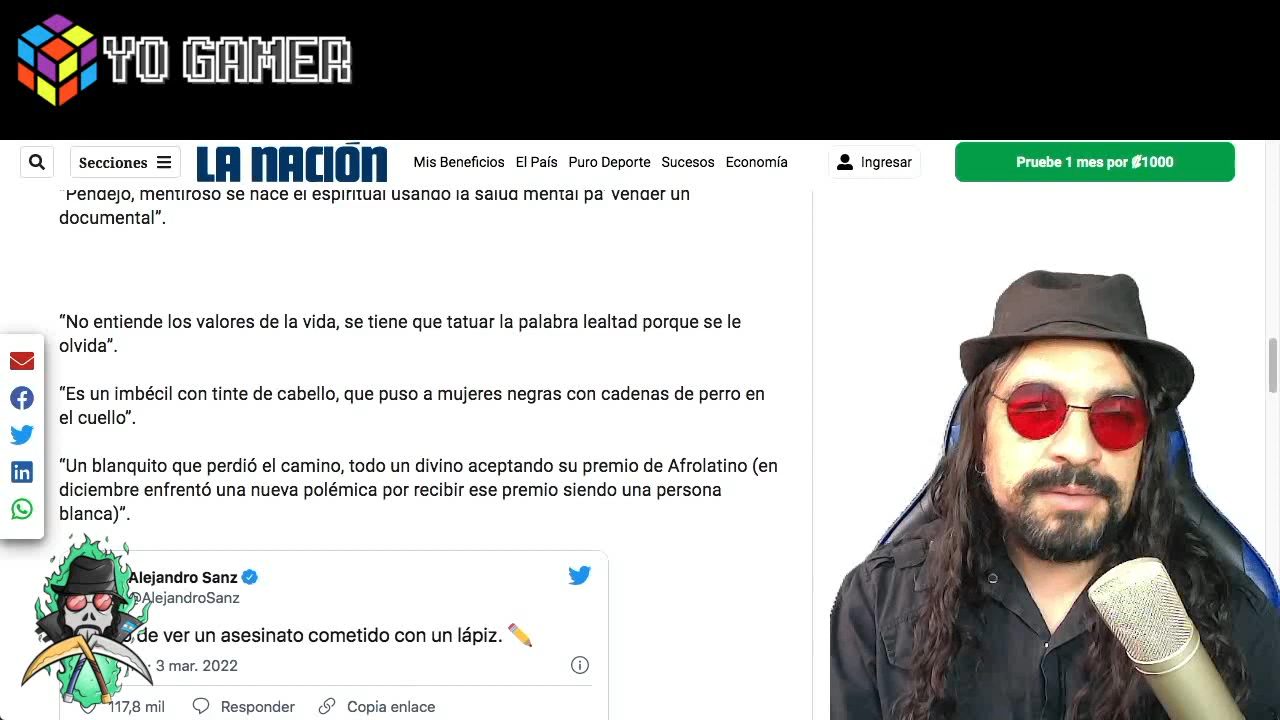 YO GAMER
Secciones
LA NACIÓN
Mis Beneficios El País Puro Deporte Sucesos Economía
Ingresar
Pruebe 1 mes por ₡1000
“Pendejo, mentiroso se hace el espiritual usando la salud mental pa’ vender un
documental”.
“No entiende los valores de la vida, se tiene que tatuar la palabra lealtad porque se le
olvida”.
“Es un imbécil con tinte de cabello, que puso a mujeres negras con cadenas de perro en
el cuello”.
“Un blanquito que perdió el camino, todo un divino aceptando su premio de Afrolatino (en
diciembre enfrentó una nueva polémica por recibir ese premio siendo una persona
blanca)”.
Alejandro Sanz
@AlejandroSanz
de ver un asesinato cometido con un lápiz. ✏️
· 3 mar. 2022
117,8 mil Responder Copia enlace